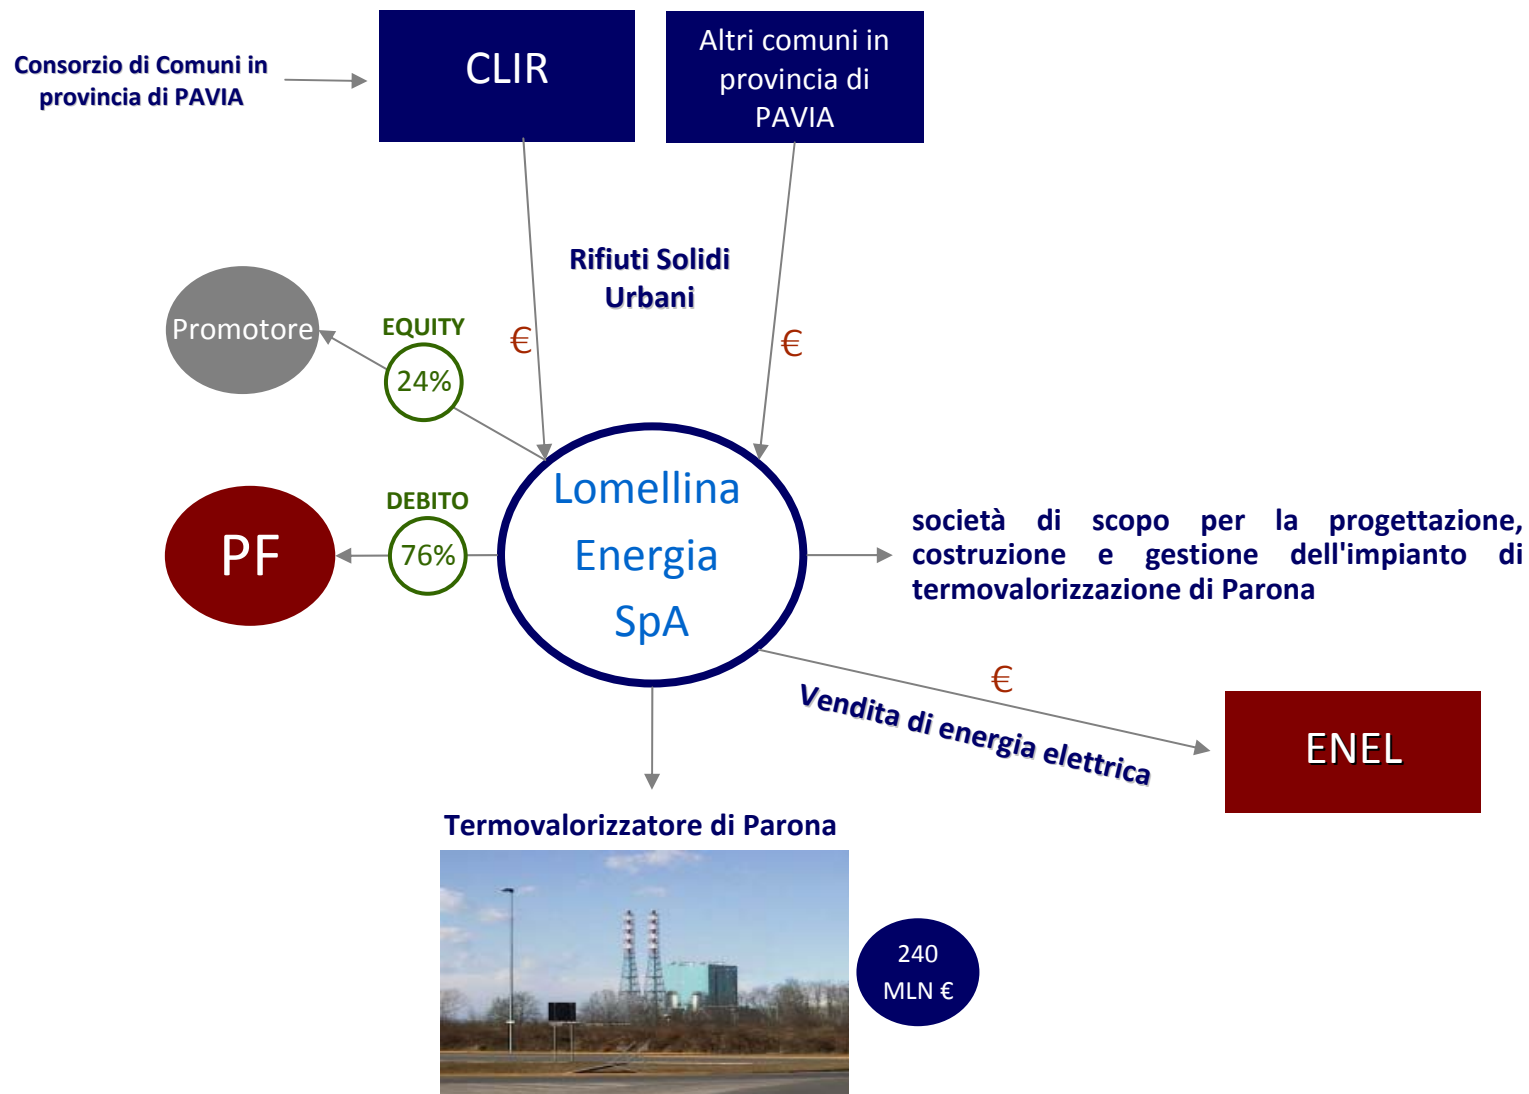 Consorzio di Comuni in
provincia di PAVIA
CLIR
Altri comuni in
provincia di
PAVIA
Rifiuti Solidi
Urbani
€
€
Promotore
EQUITY
24%
PF
DEBITO
76%
Lomellina
Energia
SpA
società di scopo per la progettazione,
costruzione e gestione dell'impianto di
termovalorizzazione di Parona
€
Vendita di energia elettrica
ENEL
Termovalorizzatore di Parona
240
MLN €